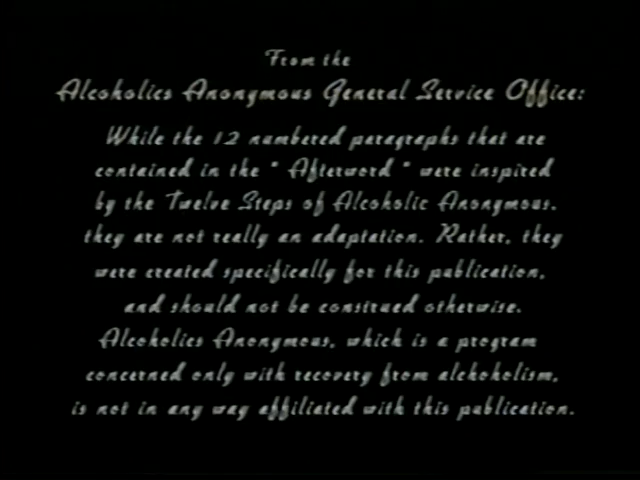 From the
Alcoholics Anonymous General Service Office:
While the 12 numbered paragraphs that are
contained in the "Afterword" were inspired
by the Twelve Steps of Alcoholic Anonymous,
they are not really an adaptation. Rather, they
were created specifically for this publication,
and should not be construed otherwise.
Alcoholics Anonymous, which is a program
concerned only with recovery from alchoholism,
is not in any way affiliated with this publication.